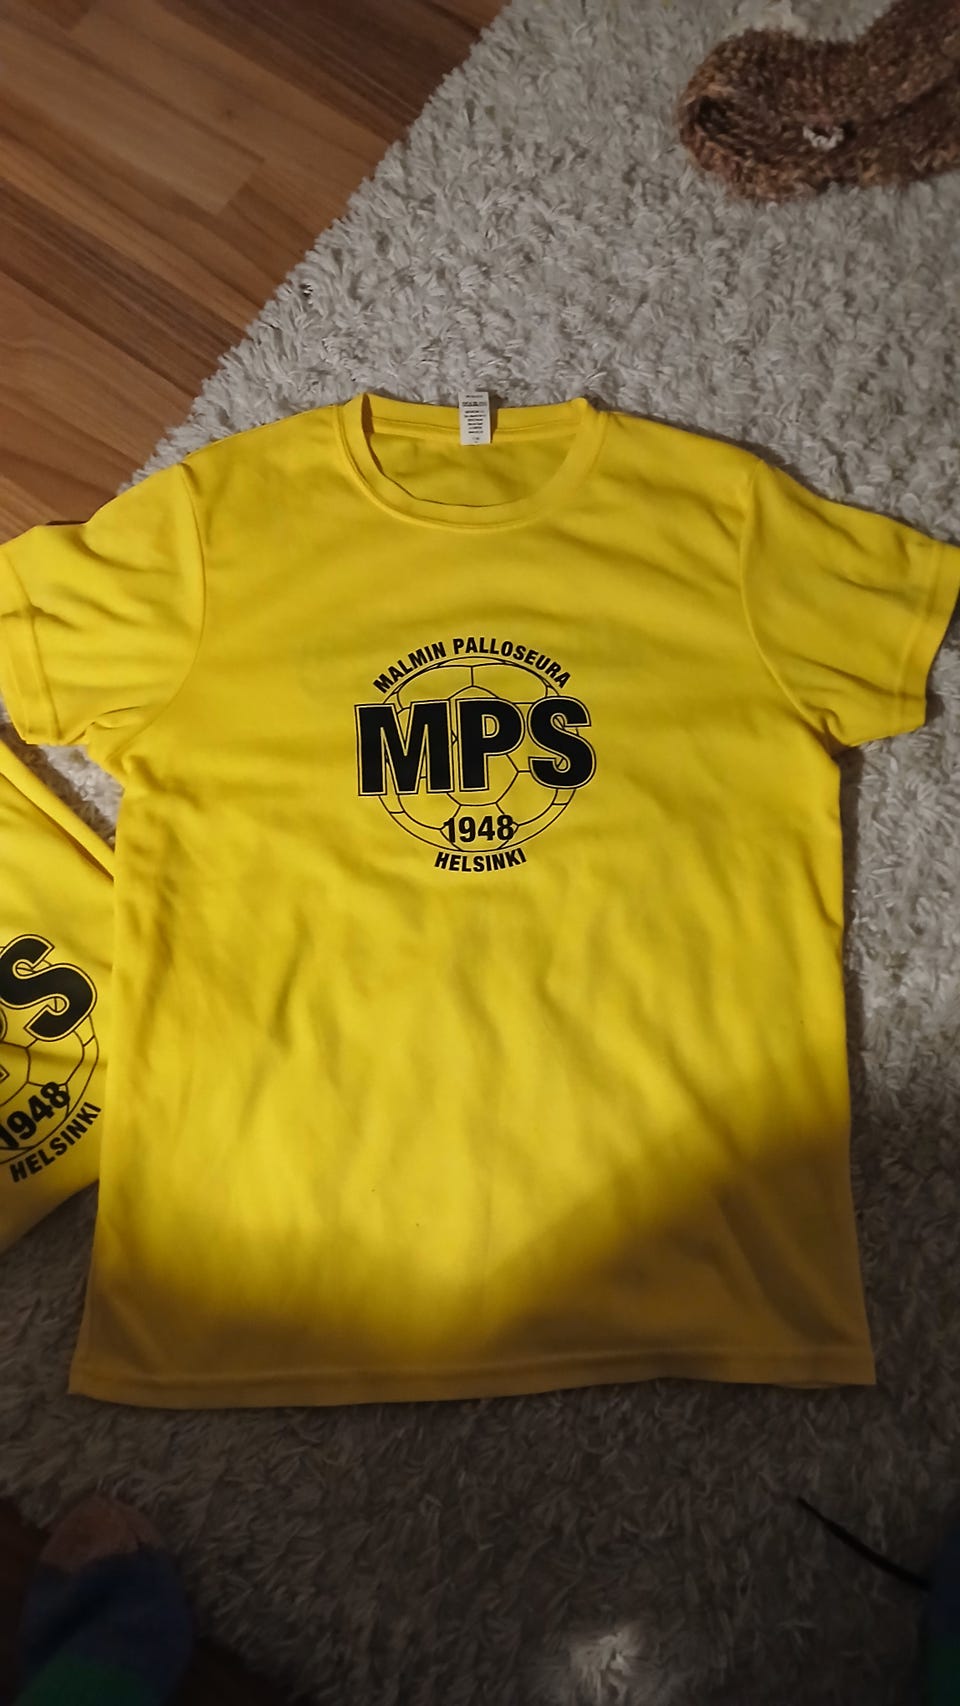 MALMIN PALLOSEURA
MPS
1948
HELSINKI
PS
1948
HELSINKI